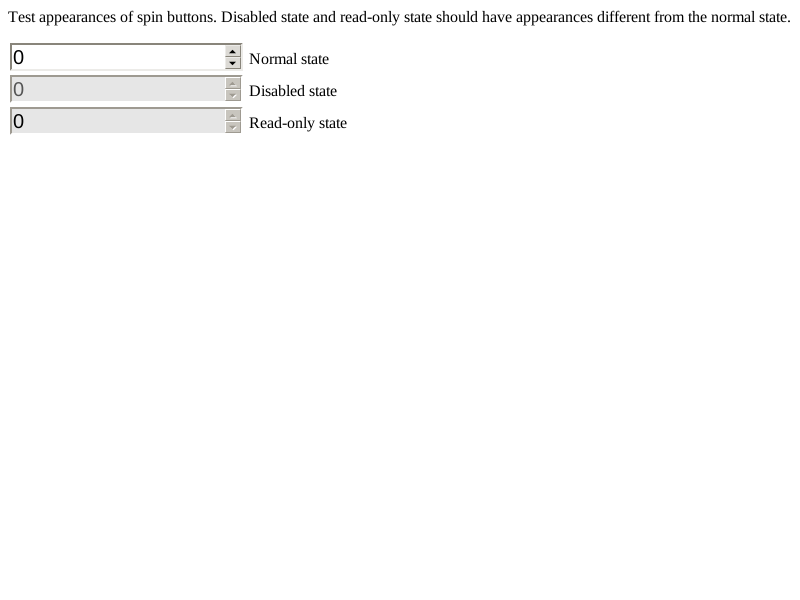 Test appearances of spin buttons. Disabled state and read-only state should have appearances different from the normal state.
0 Normal state
0 Disabled state
0 Read-only state